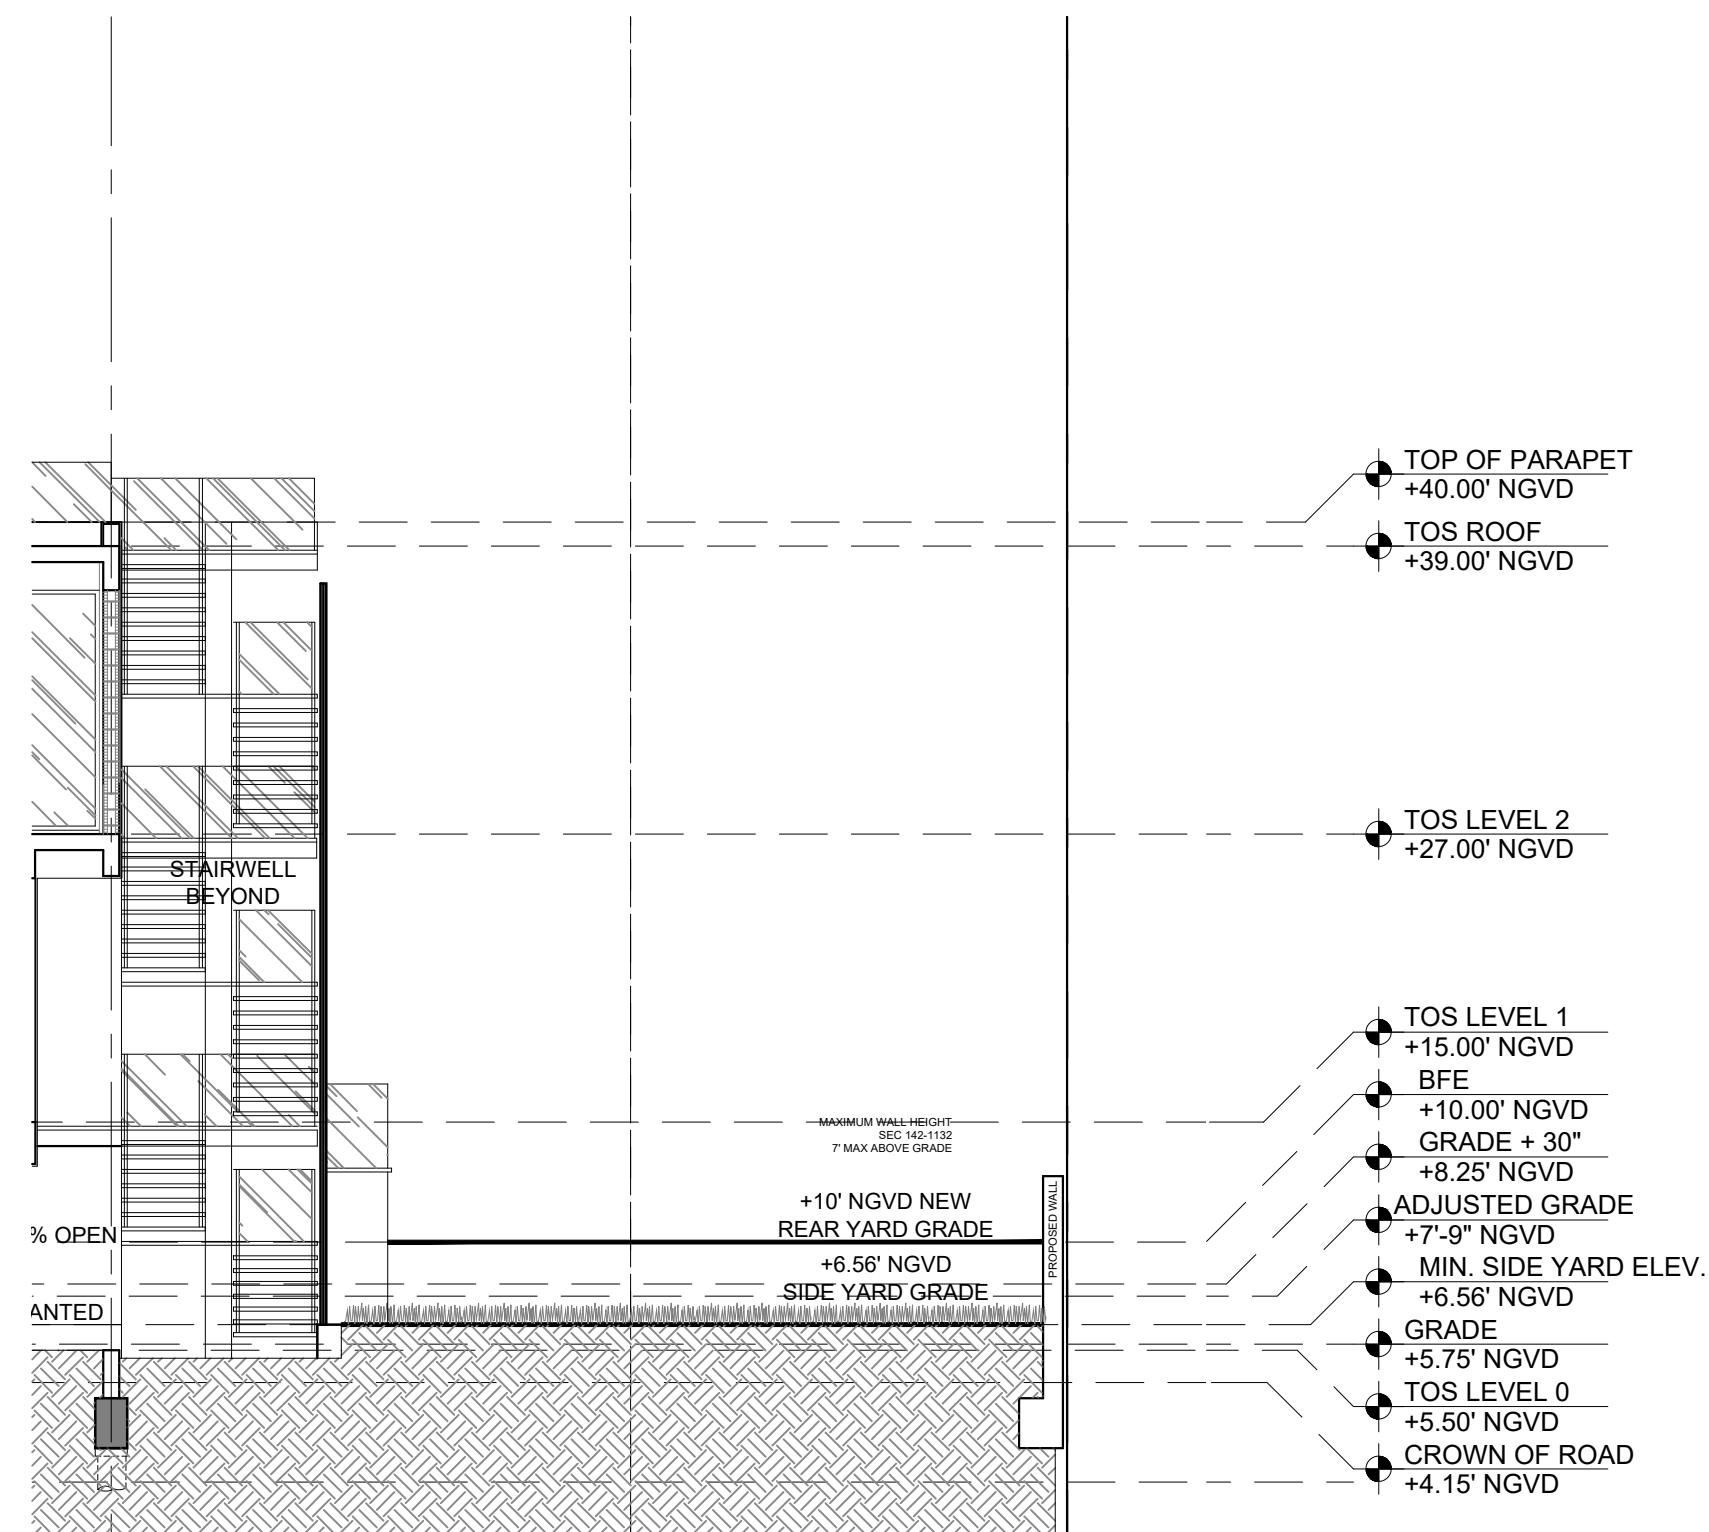 TOP OF PARAPET
+40.00' NGVD
TOS ROOF
+39.00' NGVD
TOS LEVEL 2
+27.00' NGVD
STAIRWELL
BEYOND
TOS LEVEL 1
+15.00' NGVD
BFE
+10.00' NGVD
MAXIMUM WALL HEIGHT
SEC 142-1132
7' MAX ABOVE GRADE
GRADE + 30"
+8.25' NGVD
PROPOSED WALL
+10' NGVD NEW
REAR YARD GRADE
ADJUSTED GRADE
+7'-9" NGVD
% OPEN
+6.56' NGVD
SIDE YARD GRADE
MIN. SIDE YARD ELEV.
+6.56' NGVD
ANTED
GRADE
+5.75' NGVD
TOS LEVEL 0
+5.50' NGVD
CROWN OF ROAD
+4.15' NGVD